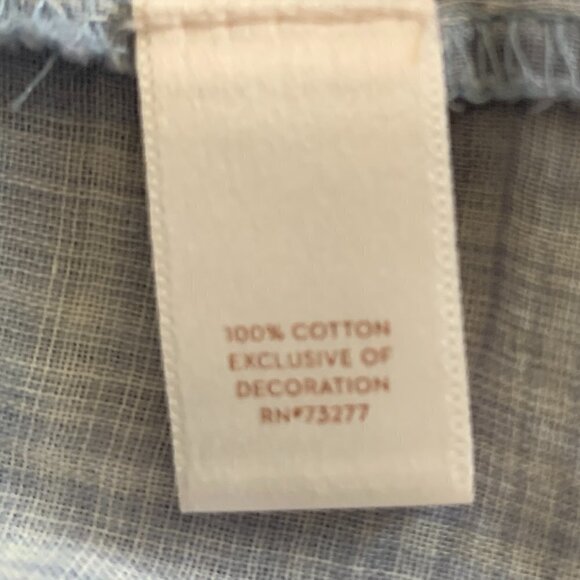 100% COTTON
EXCLUSIVE OF
DECORATION
RN#73277